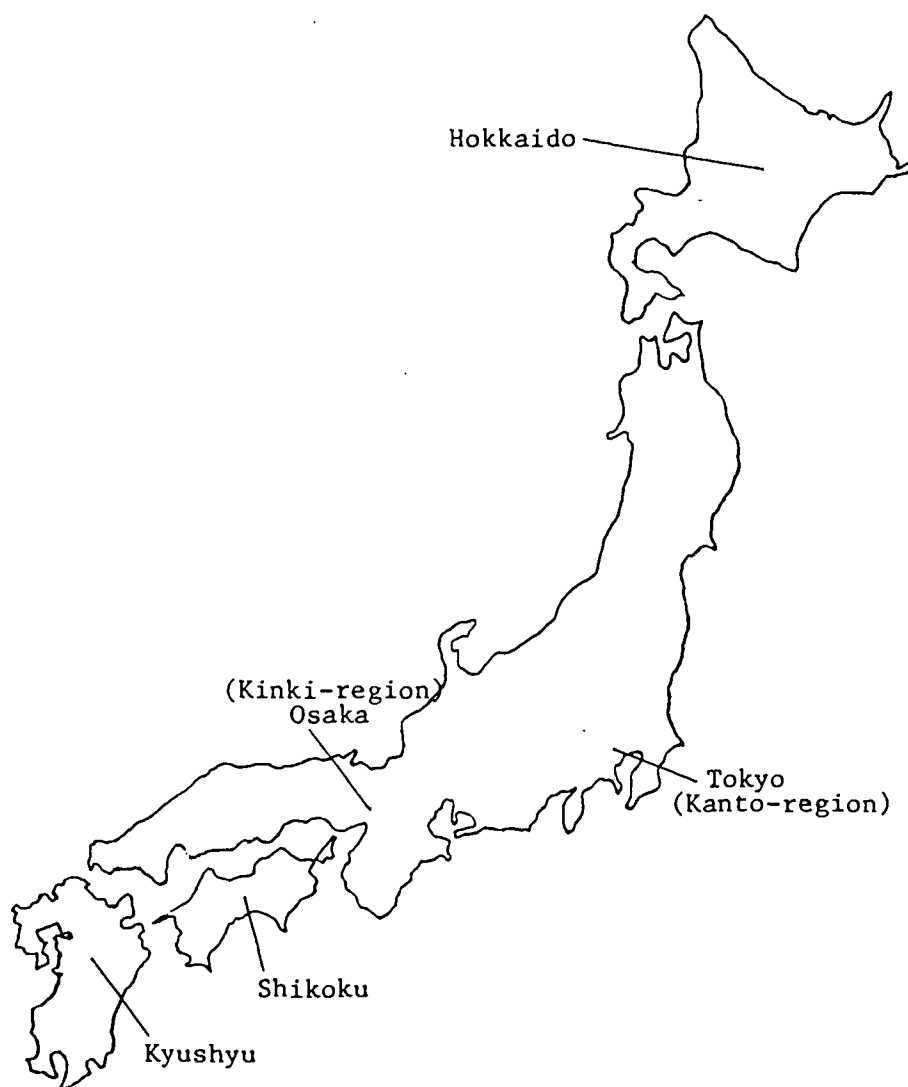 Hokkaido
(Kinki-region)
Osaka
Tokyo
(Kanto-region)
Shikoku
Kyushyu